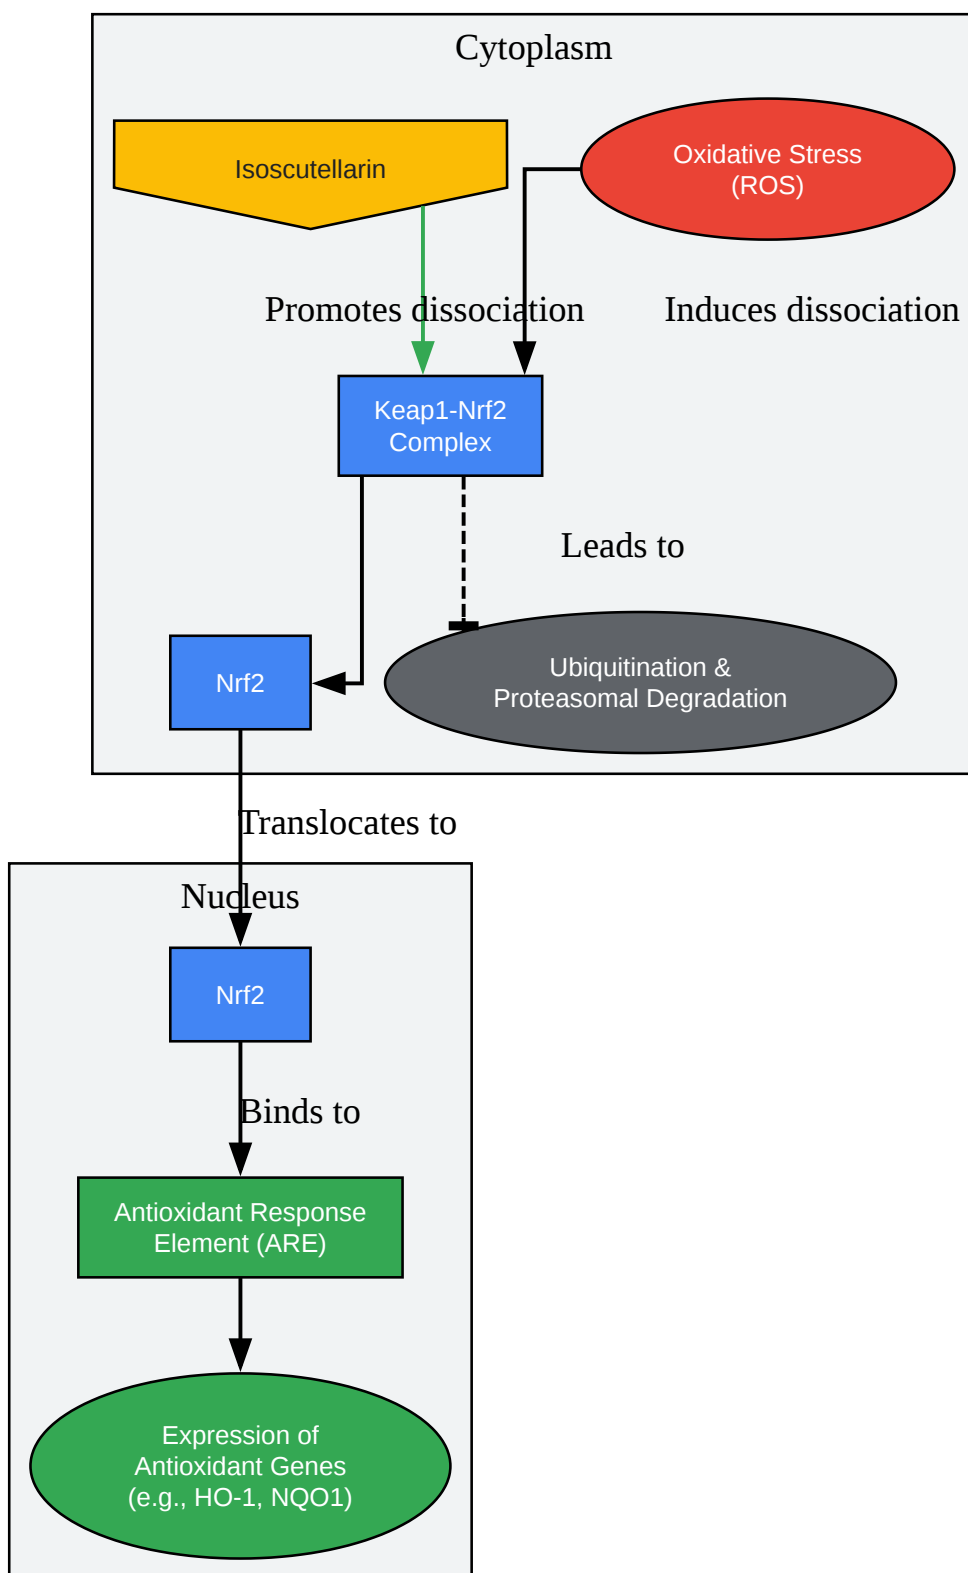 Cytoplasm
Isoscutellarin
Oxidative Stress
(ROS)
Promotes dissociation
Induces dissociation
Keap1-Nrf2
Complex
Leads to
Nrf2
Ubiquitination &
Proteasomal Degradation
Translocates to
Nucleus
Nrf2
Binds to
Antioxidant Response
Element (ARE)
Expression of
Antioxidant Genes
(e.g., HO-1, NQO1)